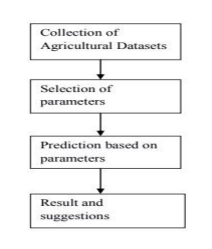 Collection of
Agricultural Datasets
Selection of
parameters
Prediction based on
parameters
Result and
suggestions